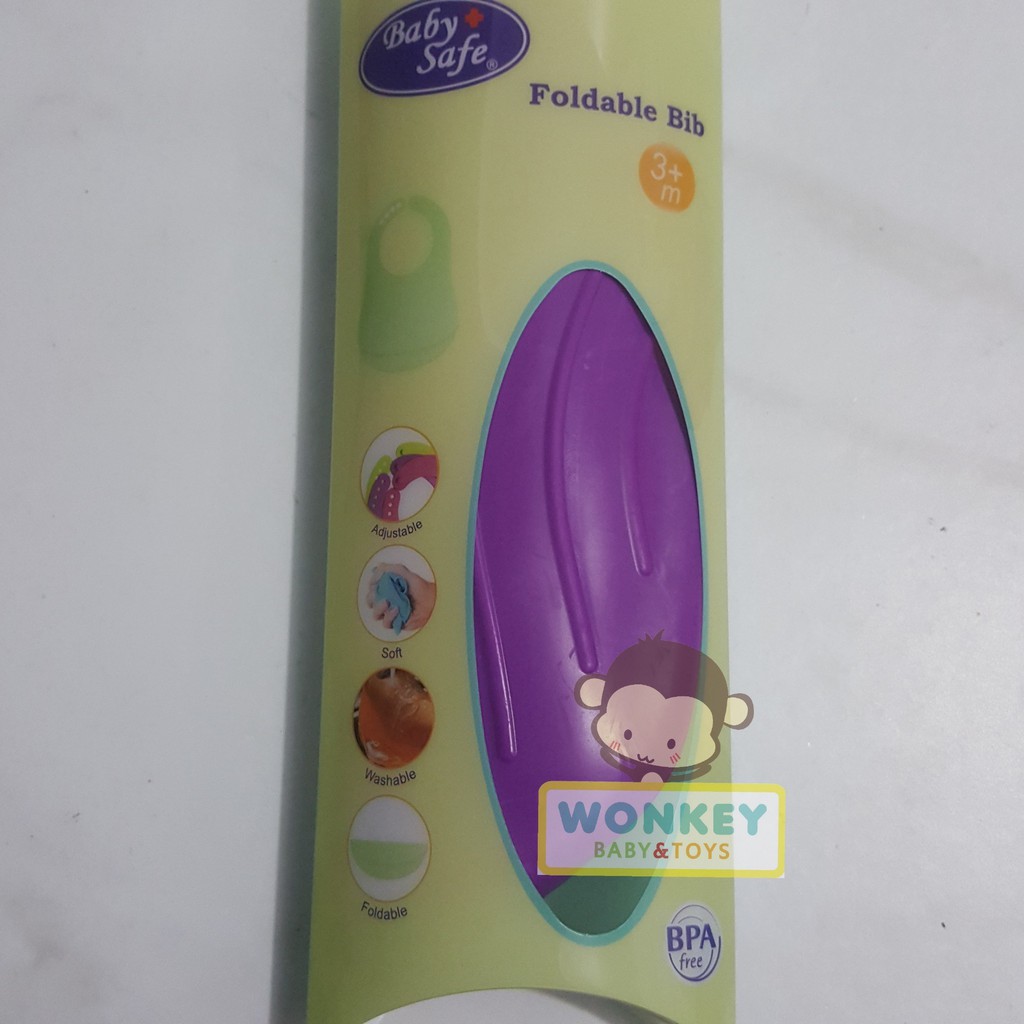 Baby
Safe®
Foldable Bib
3+
m
Adjustable
Soft
Washable
Foldable
WONKEY
BABY&TOYS
BPA
free